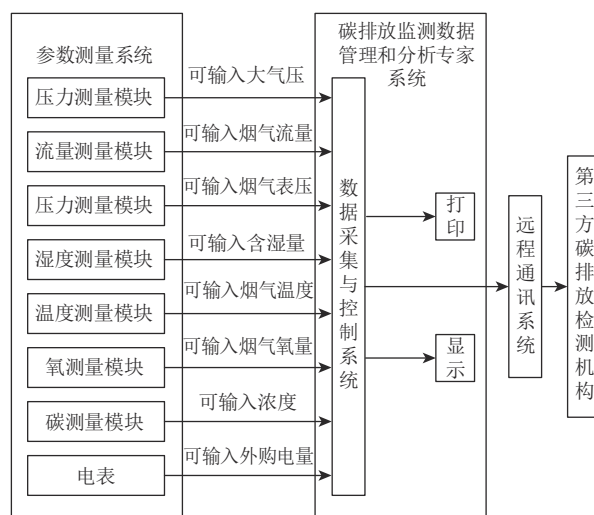 参数测量系统
压力测量模块
流量测量模块
压力测量模块
湿度测量模块
温度测量模块
氧测量模块
碳测量模块
电表
可输入大气压
可输入烟气流量
可输入烟气表压
可输入含湿量
可输入烟气温度
可输入烟气氧量
可输入浓度
可输入外购电量
碳排放监测数据
管理和分析专家
系统
数据采集与控制系统
打印
显示
远程通讯系统
第三方碳排放检测机构